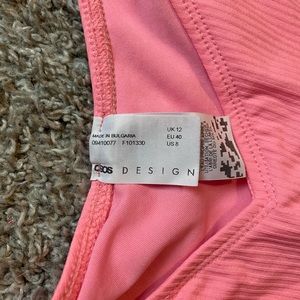 MADE IN BULGARIA
09410077 F101330
UK 12
EU 40
US 8
asos DESIGN